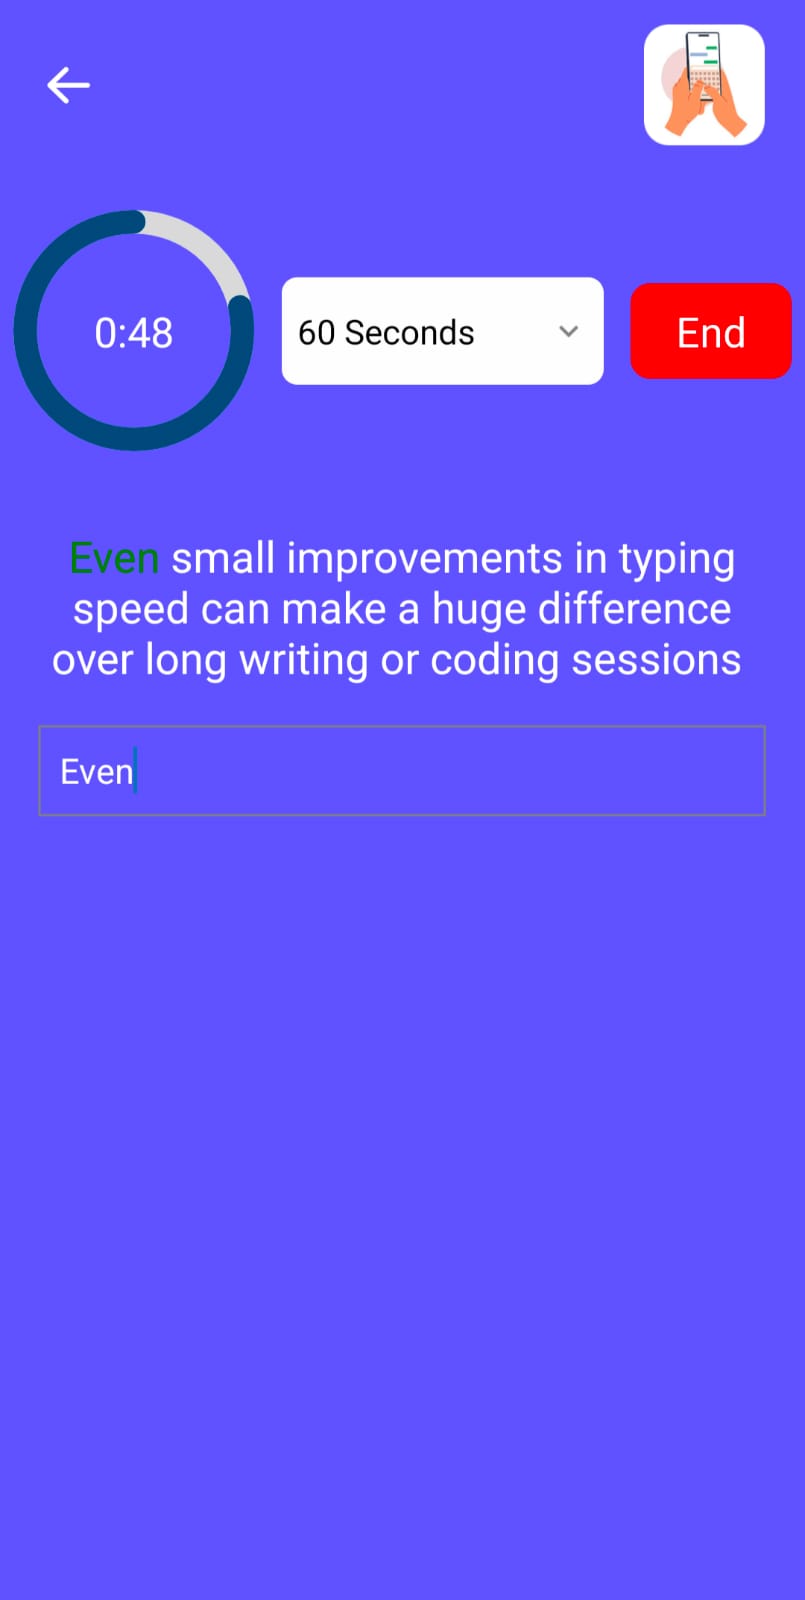 0:48
60 Seconds
End
Even small improvements in typing
speed can make a huge difference
over long writing or coding sessions
Even